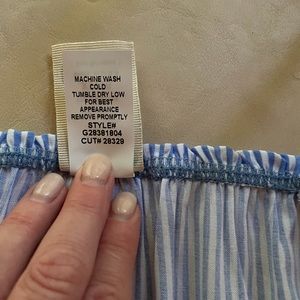 MACHINE WASH
COLD
TUMBLE DRY LOW
FOR BEST
APPEARANCE
REMOVE PROMPTLY
STYLE#
G28381804
CUT# 28329